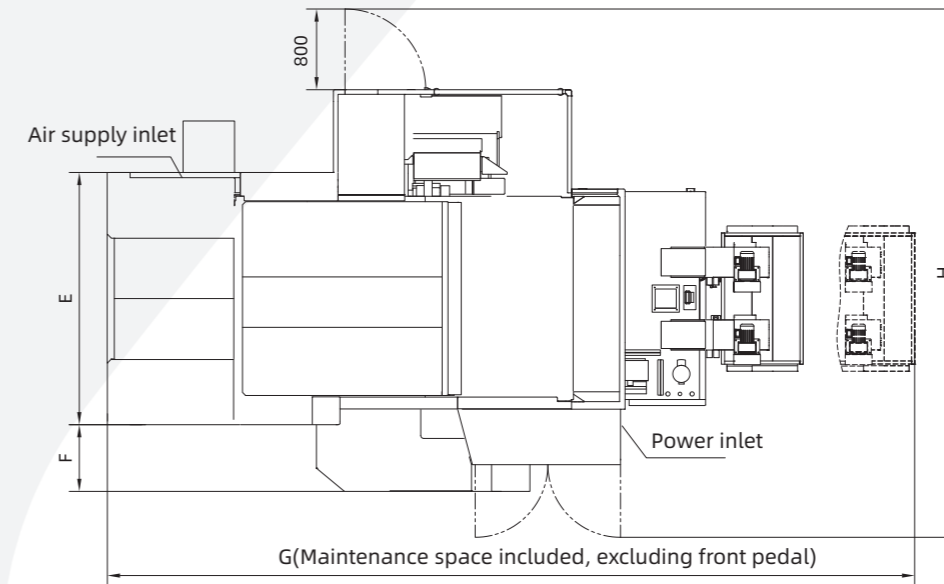 800
Air supply inlet
E
H
F
Power inlet
G(Maintenance space included, excluding front pedal)